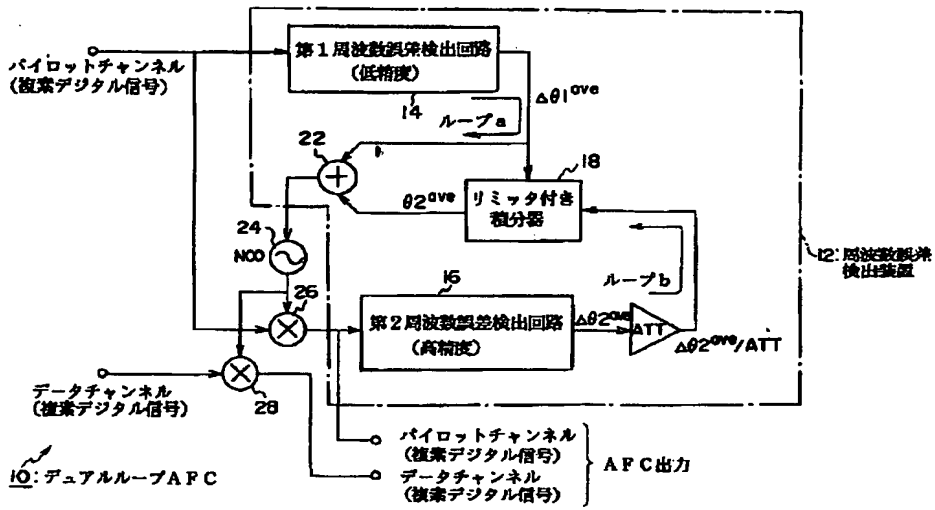 第1周波数誤差検出回路
(低精度)
パイロットチャンネル
(複素デジタル信号)
14
Δθ1ave
ループa
22
+
18
リミッタ付き
積分器
θ2ave
24
NCO
12:周波数誤差
検出装置
ループb
26
16
第2周波数誤差検出回路
(高精度)
Δθ2ave
ATT
Δθ2ave/ATT
データチャンネル
(複素デジタル信号)
28
パイロットチャンネル
(複素デジタル信号)
AFC出力
データチャンネル
(複素デジタル信号)
10:デュアルループAFC